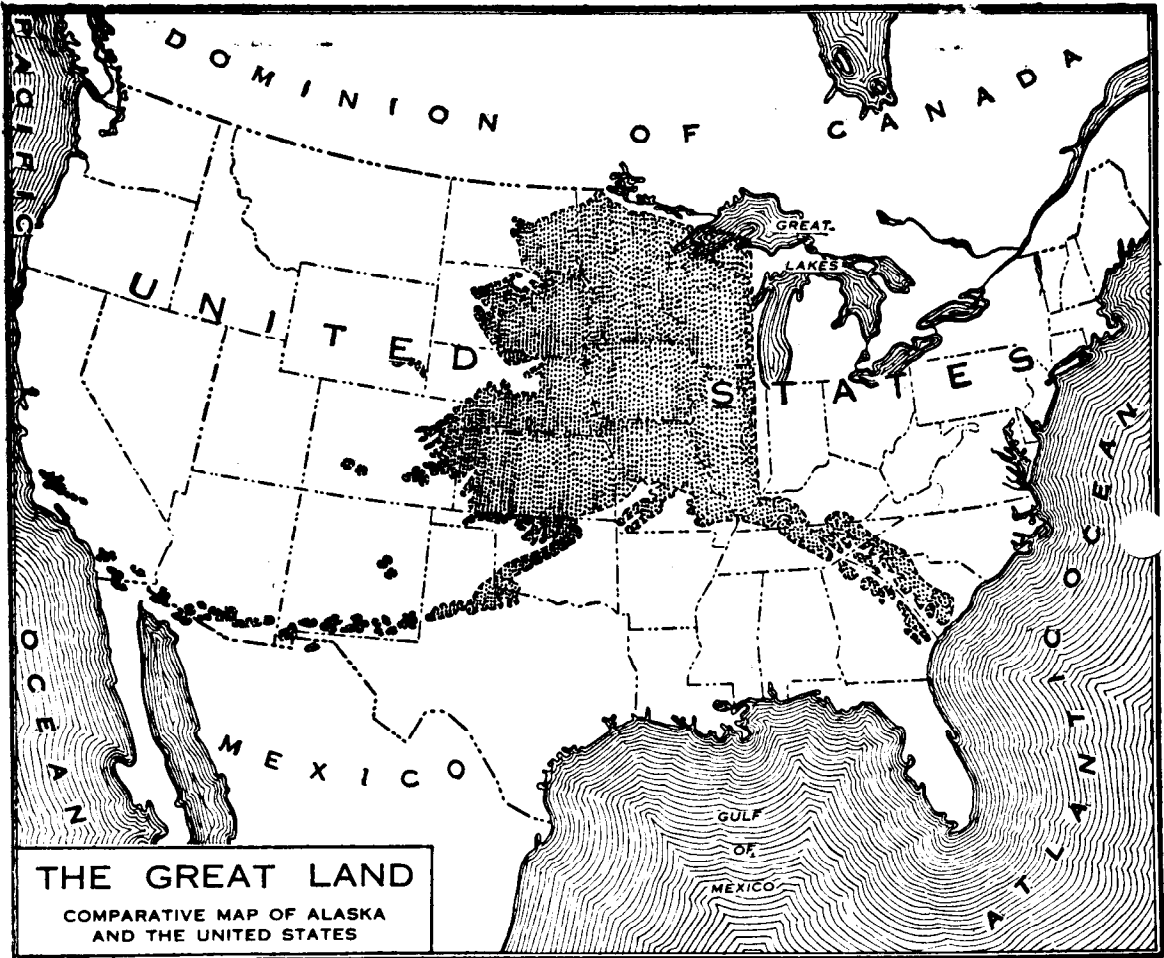 DOMINION OF CANADA
PACIFIC
GREAT
LAKES
UNITED STATES
OCEAN
MEXICO
ATLANTIC OCEAN
GULF
OF
MEXICO
THE GREAT LAND
COMPARATIVE MAP OF ALASKA
AND THE UNITED STATES